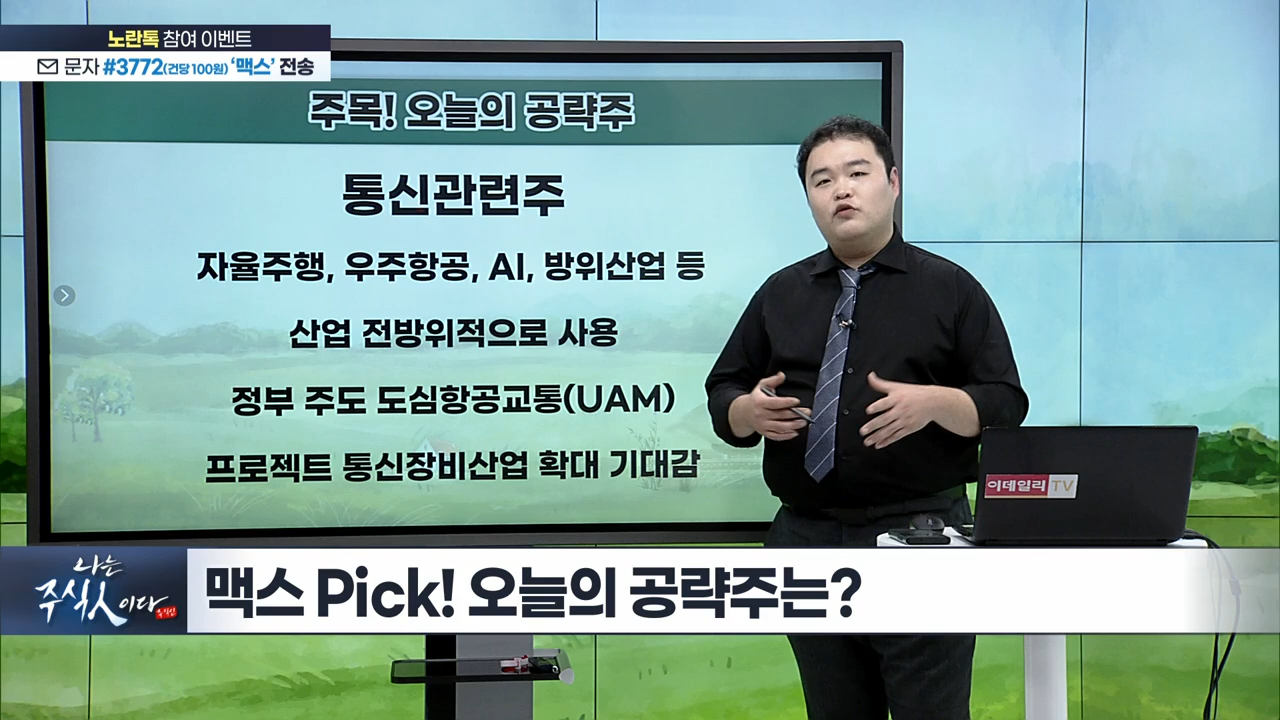 노란톡 참여 이벤트
문자 #3772(건당 100원) ‘맥스’ 전송
주목! 오늘의 공략주
통신관련주
자율주행, 우주항공, AI, 방위산업 등
산업 전방위적으로 사용
정부 주도 도심항공교통(UAM)
프로젝트 통신장비산업 확대 기대감
이데일리TV
나는
주식人이다
맥스 Pick! 오늘의 공략주는?